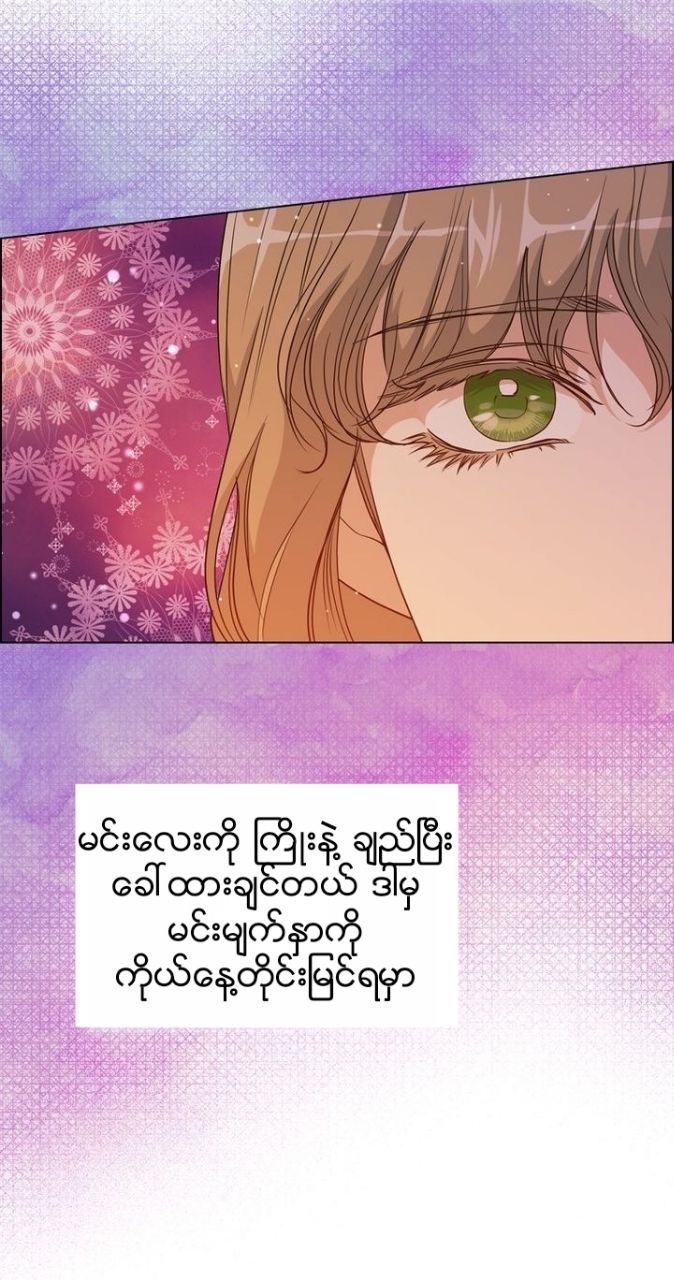 မင်းလေးကို ကြိုးနဲ့ ချည်ပြီး
ခေါ်ထားချင်တယ် ဒါမှ
မင်းမျက်နှာကို
ကိုယ်နေ့တိုင်းမြင်ရမှာ